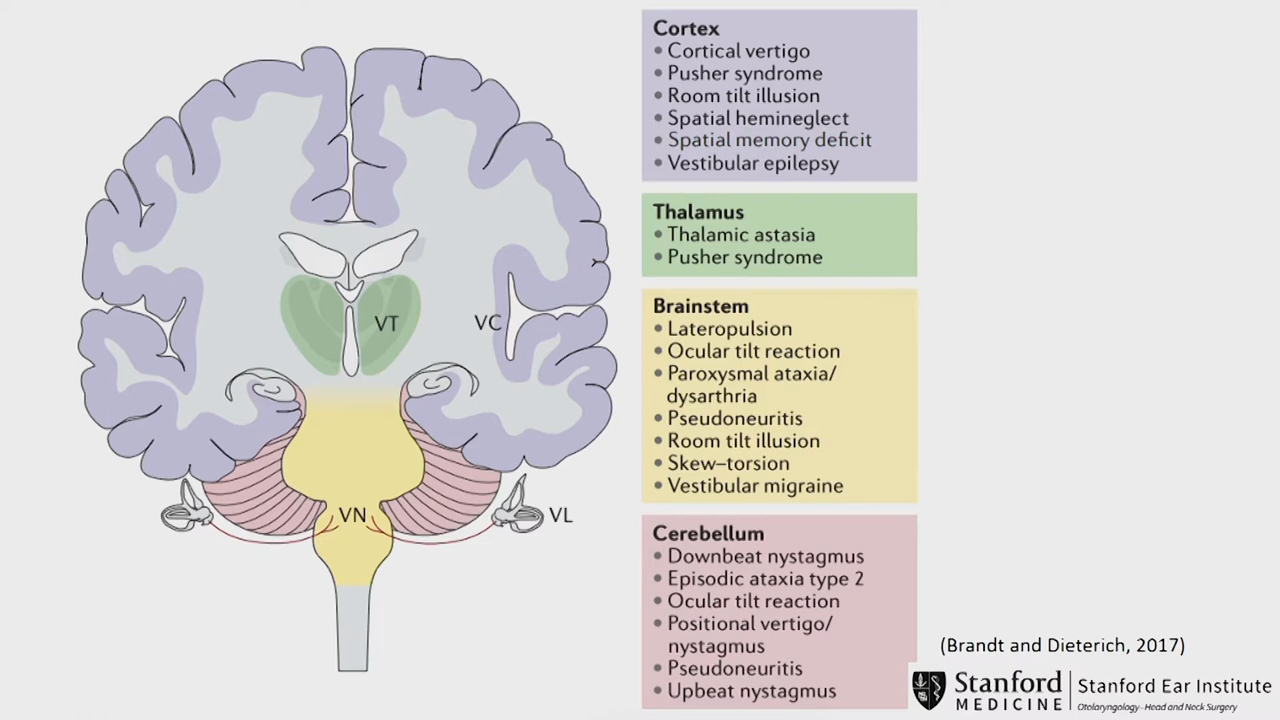 Cortex
• Cortical vertigo
• Pusher syndrome
• Room tilt illusion
• Spatial hemineglect
• Spatial memory deficit
• Vestibular epilepsy
Thalamus
• Thalamic astasia
• Pusher syndrome
Brainstem
• Lateropulsion
• Ocular tilt reaction
• Paroxysmal ataxia/
dysarthria
• Pseudoneuritis
• Room tilt illusion
• Skew–torsion
• Vestibular migraine
Cerebellum
• Downbeat nystagmus
• Episodic ataxia type 2
• Ocular tilt reaction
• Positional vertigo/
nystagmus
• Pseudoneuritis
• Upbeat nystagmus
VT
VC
VN
VL
(Brandt and Dieterich, 2017)
Stanford
MEDICINE
Stanford Ear Institute
Otolaryngology–Head and Neck Surgery